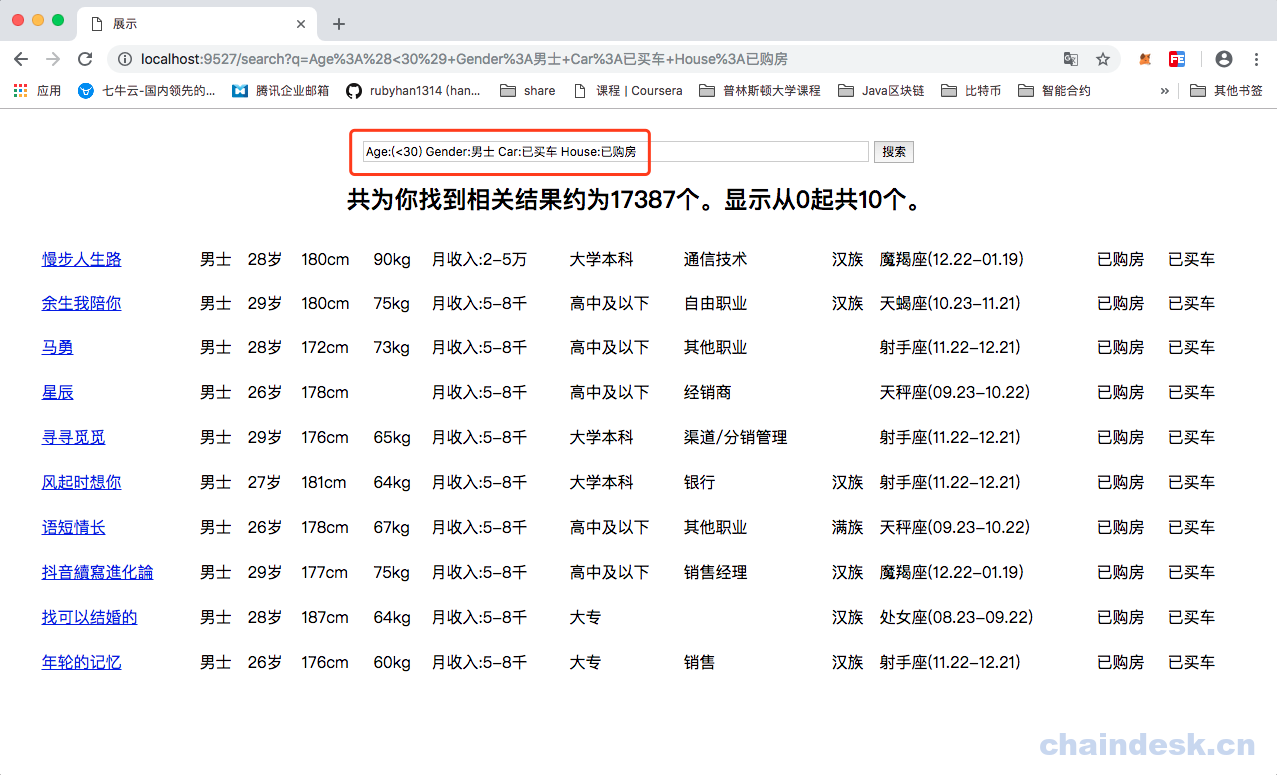 展示
localhost:9527/search?q=Age%3A%28<30%29+Gender%3A男士+Car%3A已买车+House%3A已购房
应用 七牛云-国内领先的... 腾讯企业邮箱 rubyhan1314 (han... share 课程 | Coursera 普林斯顿大学课程 Java区块链 比特币 智能合约 » 其他书签
Age:(<30) Gender:男士 Car:已买车 House:已购房 搜索
共为你找到相关结果约为17387个。显示从0起共10个。
慢步人生路 男士 28岁 180cm 90kg 月收入:2-5万 大学本科 通信技术 汉族 魔羯座(12.22-01.19) 已购房 已买车
余生我陪你 男士 29岁 180cm 75kg 月收入:5-8千 高中及以下 自由职业 汉族 天蝎座(10.23-11.21) 已购房 已买车
马勇 男士 28岁 172cm 73kg 月收入:5-8千 高中及以下 其他职业 射手座(11.22-12.21) 已购房 已买车
星辰 男士 26岁 178cm 月收入:5-8千 高中及以下 经销商 天秤座(09.23-10.22) 已购房 已买车
寻寻觅觅 男士 29岁 176cm 65kg 月收入:5-8千 大学本科 渠道/分销管理 射手座(11.22-12.21) 已购房 已买车
风起时想你 男士 27岁 181cm 64kg 月收入:5-8千 大学本科 银行 汉族 射手座(11.22-12.21) 已购房 已买车
语短情长 男士 26岁 178cm 67kg 月收入:5-8千 高中及以下 其他职业 满族 天秤座(09.23-10.22) 已购房 已买车
抖音續寫進化論 男士 29岁 177cm 75kg 月收入:5-8千 高中及以下 销售经理 汉族 魔羯座(12.22-01.19) 已购房 已买车
找可以结婚的 男士 28岁 187cm 64kg 月收入:5-8千 大专 汉族 处女座(08.23-09.22) 已购房 已买车
年轮的记忆 男士 26岁 176cm 60kg 月收入:5-8千 大专 销售 汉族 射手座(11.22-12.21) 已购房 已买车
chaindesk.cn